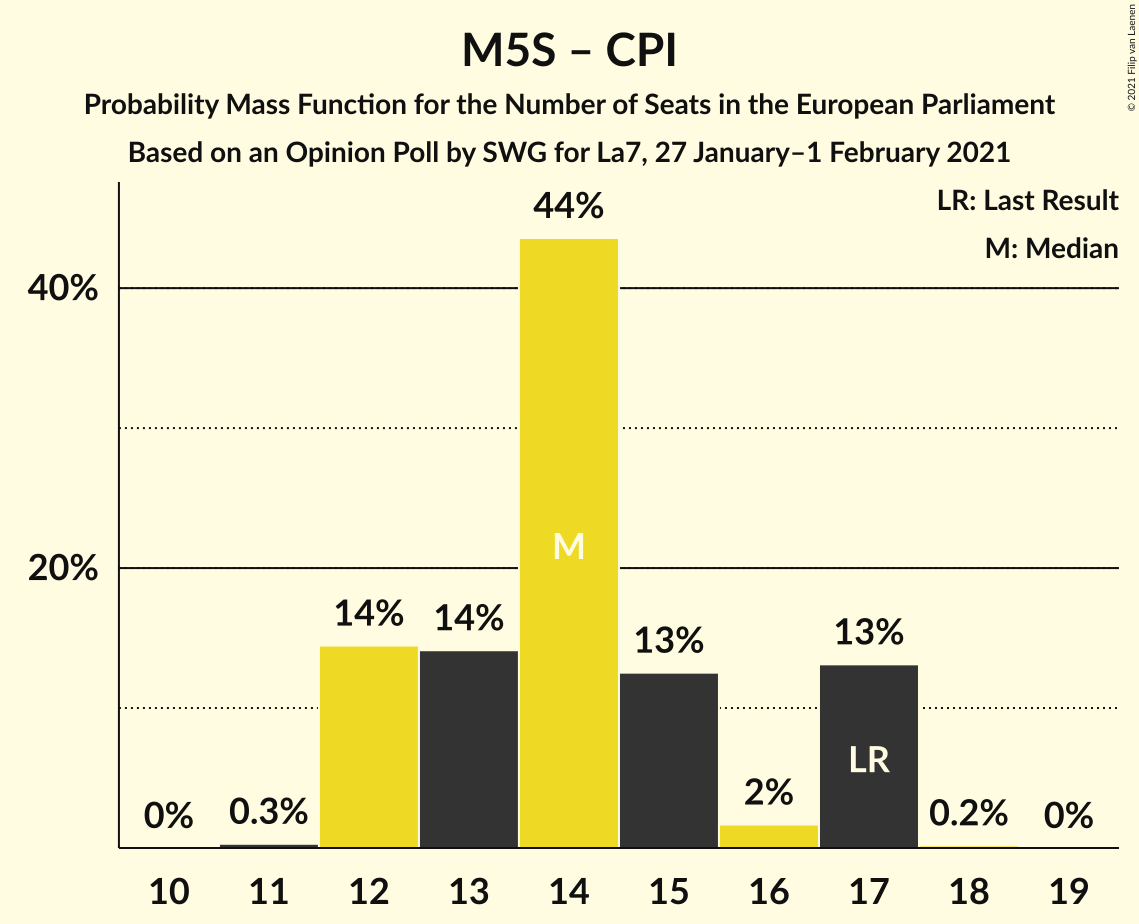 M5S – CPI
Probability Mass Function for the Number of Seats in the European Parliament
Based on an Opinion Poll by SWG for La7, 27 January–1 February 2021
© 2021 Filip van Laenen
LR: Last Result
M: Median
40%
20%
0%
0.3%
14%
14%
44%
13%
2%
13%
0.2%
0%
M
LR
10 11 12 13 14 15 16 17 18 19